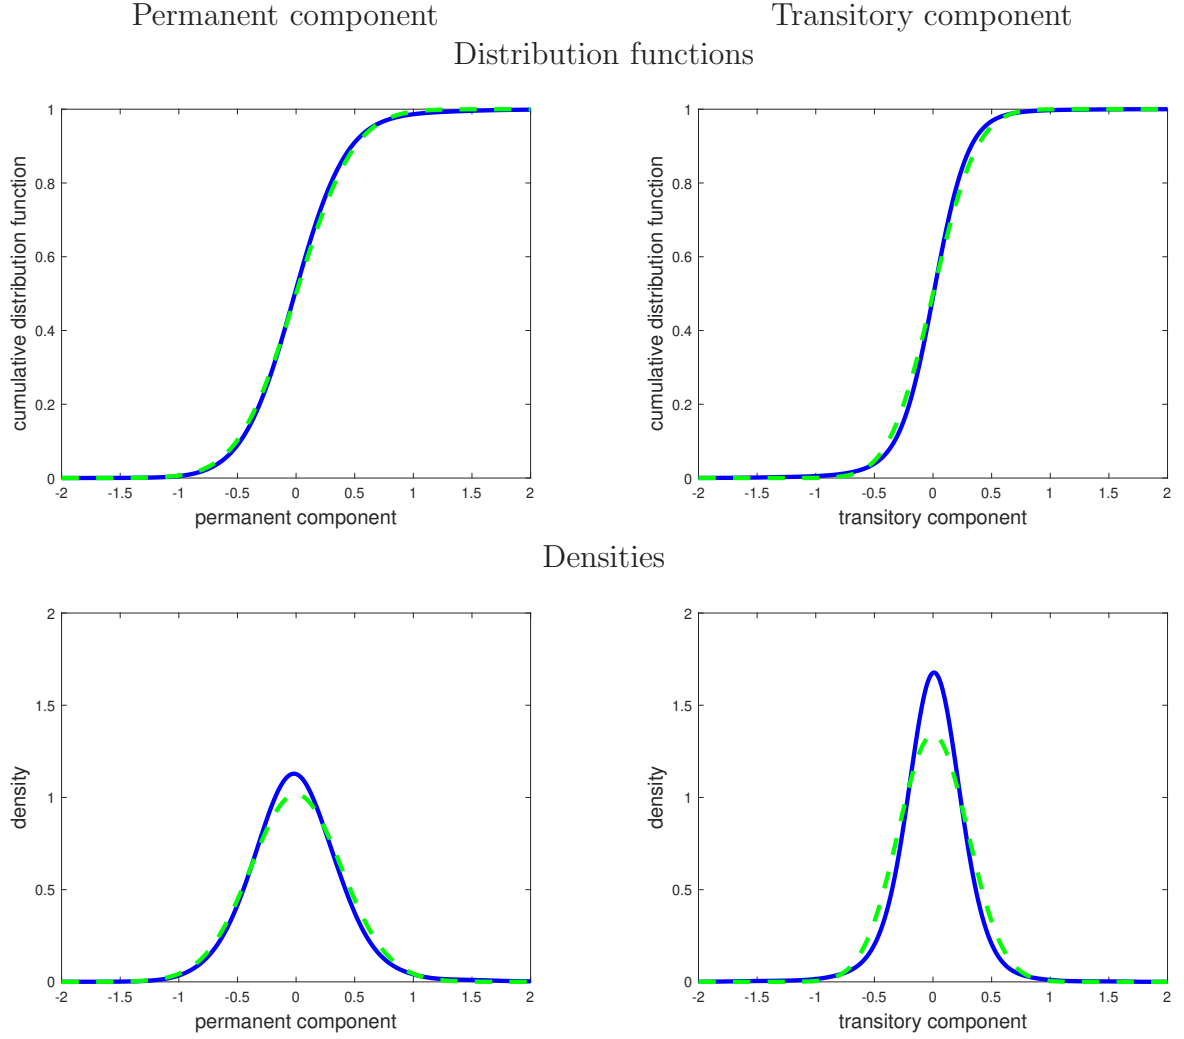 Permanent component Transitory component
Distribution functions
cumulative distribution function
1
0.8
0.6
0.4
0.2
0
-2 -1.5 -1 -0.5 0 0.5 1 1.5 2
permanent component
cumulative distribution function
1
0.8
0.6
0.4
0.2
0
-2 -1.5 -1 -0.5 0 0.5 1 1.5 2
transitory component
Densities
density
2
1.5
1
0.5
0
-2 -1.5 -1 -0.5 0 0.5 1 1.5 2
permanent component
density
2
1.5
1
0.5
0
-2 -1.5 -1 -0.5 0 0.5 1 1.5 2
transitory component